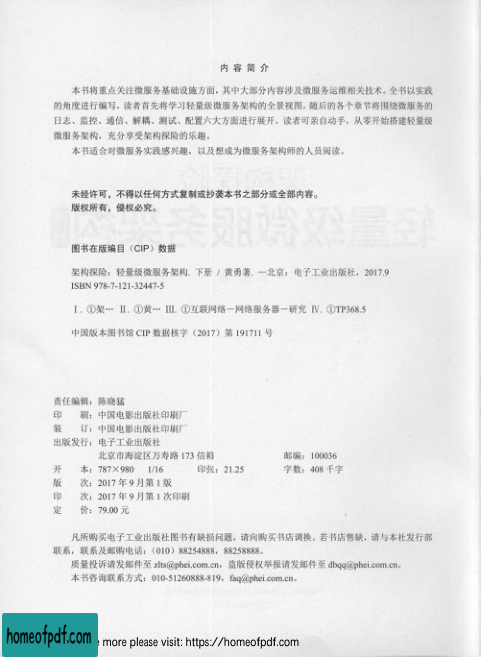 内 容 简 介
本书将重点关注微服务基础设施方面，其中大部分内容涉及微服务运维相关技术。全书以实践
的角度进行编写，读者首先将学习轻量级微服务架构的全景视图，随后的各个章节将围绕微服务的
日志、监控、通信、解耦、测试、配置六大方面进行展开。读者可亲自动手，从零开始搭建轻量级
微服务架构，充分享受架构探险的乐趣。
本书适合对微服务实践感兴趣，以及想成为微服务架构师的人员阅读。
未经许可，不得以任何方式复制或抄袭本书之部分或全部内容。
版权所有，侵权必究。
图书在版编目（CIP）数据
架构探险：轻量级微服务架构. 下册 / 黄勇著. —北京：电子工业出版社，2017.9
ISBN 978-7-121-32447-5
Ⅰ. ①架… Ⅱ. ①黄… Ⅲ. ①互联网络－网络服务器－研究 Ⅳ. ①TP368.5
中国版本图书馆 CIP 数据核字（2017）第 191711 号
责任编辑：陈晓猛
印 刷：中国电影出版社印刷厂
装 订：中国电影出版社印刷厂
出版发行：电子工业出版社
北京市海淀区万寿路 173 信箱 邮编：100036
开 本：787×980 1/16 印张：21.25 字数：408 千字
版 次：2017 年 9 月第 1 版
印 次：2017 年 9 月第 1 次印刷
定 价：79.00 元
凡所购买电子工业出版社图书有缺损问题，请向购买书店调换。若书店售缺，请与本社发行部
联系，联系及邮购电话：（010）88254888，88258888。
质量投诉请发邮件至 zlts@phei.com.cn，盗版侵权举报请发邮件至 dbqq@phei.com.cn。
本书咨询联系方式：010-51260888-819，faq@phei.com.cn。
homeofpdf.com
e more please visit: https://homeofpdf.com